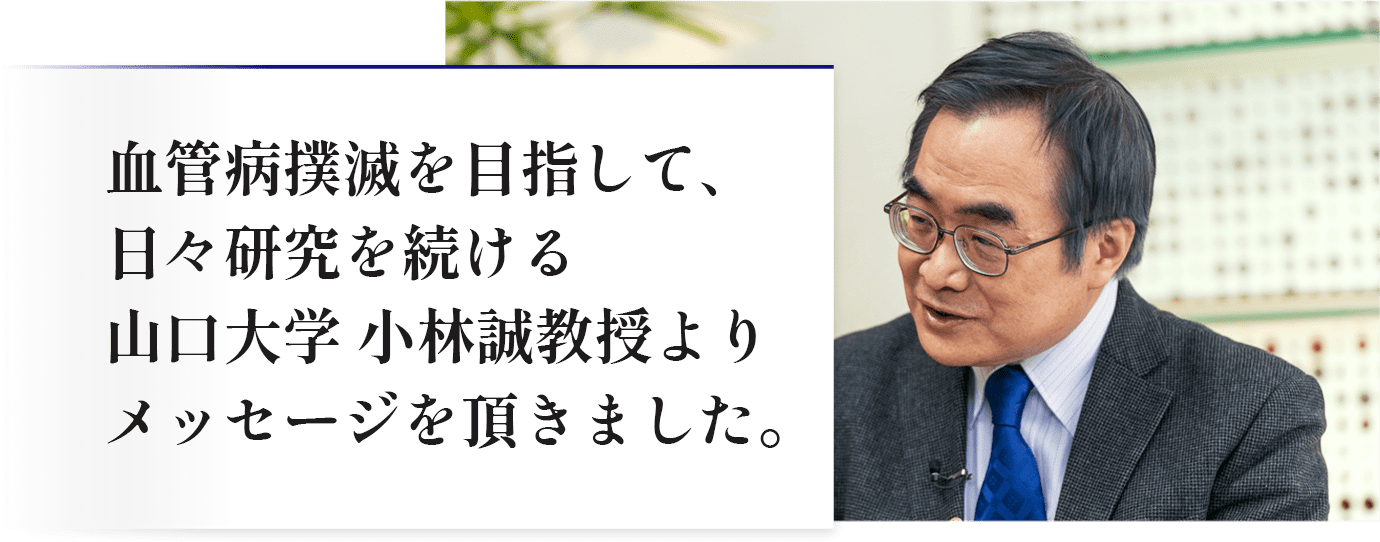 血管病撲滅を目指して、
日々研究を続ける
山口大学 小林誠教授より
メッセージを頂きました。